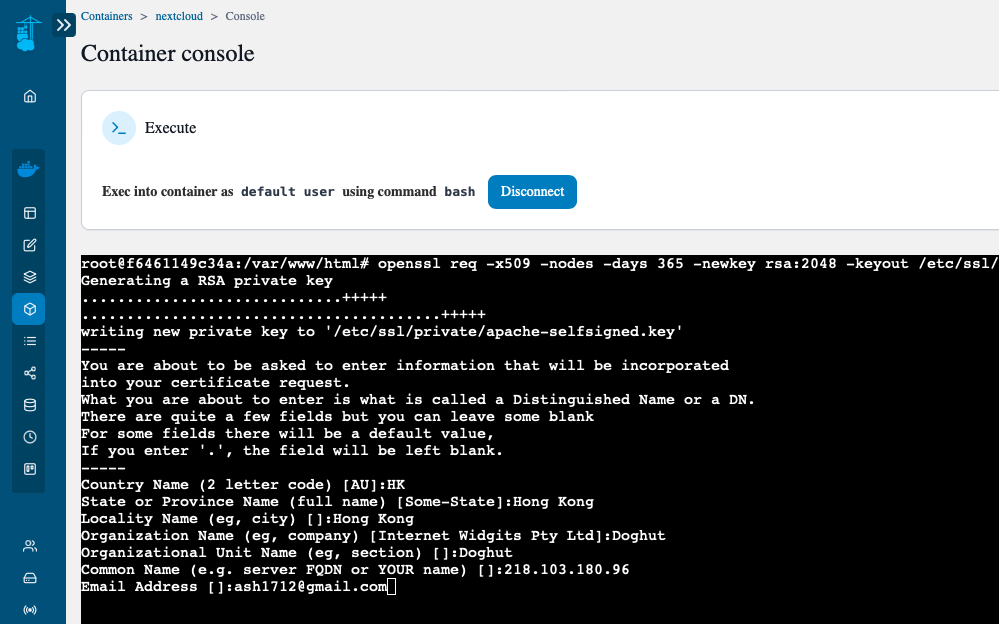 Containers > nextcloud > Console
Container console
Execute
Exec into container as default user using command bash Disconnect
root@f6461149c34a:/var/www/html# openssl req -x509 -nodes -days 365 -newkey rsa:2048 -keyout /etc/ssl/
Generating a RSA private key
.............................+++++
........................................+++++
writing new private key to '/etc/ssl/private/apache-selfsigned.key'
-----
You are about to be asked to enter information that will be incorporated
into your certificate request.
What you are about to enter is what is called a Distinguished Name or a DN.
There are quite a few fields but you can leave some blank
For some fields there will be a default value,
If you enter '.', the field will be left blank.
-----
Country Name (2 letter code) [AU]:HK
State or Province Name (full name) [Some-State]:Hong Kong
Locality Name (eg, city) []:Hong Kong
Organization Name (eg, company) [Internet Widgits Pty Ltd]:Doghut
Organizational Unit Name (eg, section) []:Doghut
Common Name (e.g. server FQDN or YOUR name) []:218.103.180.96
Email Address []:ash1712@gmail.com